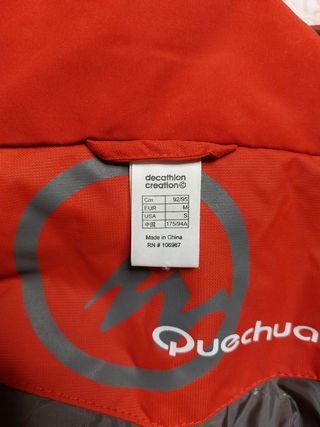 decathlon
creation©
Cm 92/95
EUR M
USA S
中国 175/94A
Made in China
RN # 106967
Quechua